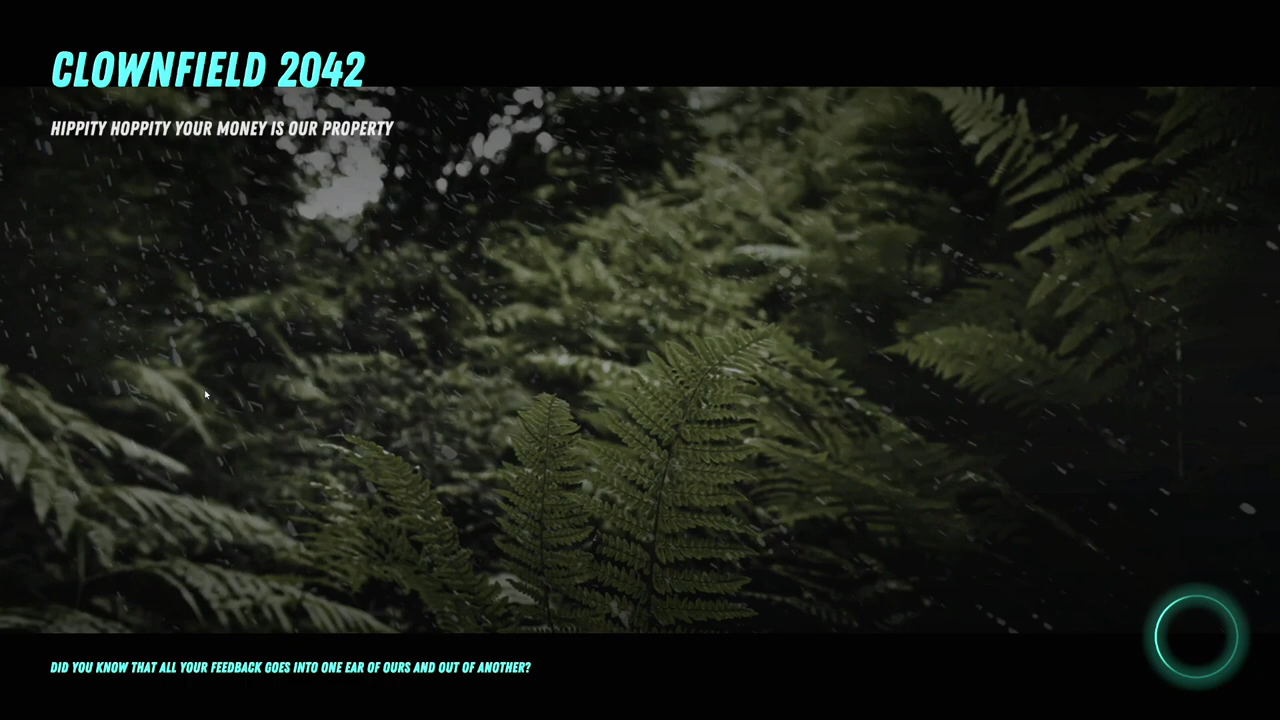 CLOWNFIELD 2042
HIPPITY HOPPITY YOUR MONEY IS OUR PROPERTY
DID YOU KNOW THAT ALL YOUR FEEDBACK GOES INTO ONE EAR OF OURS AND OUT OF ANOTHER?